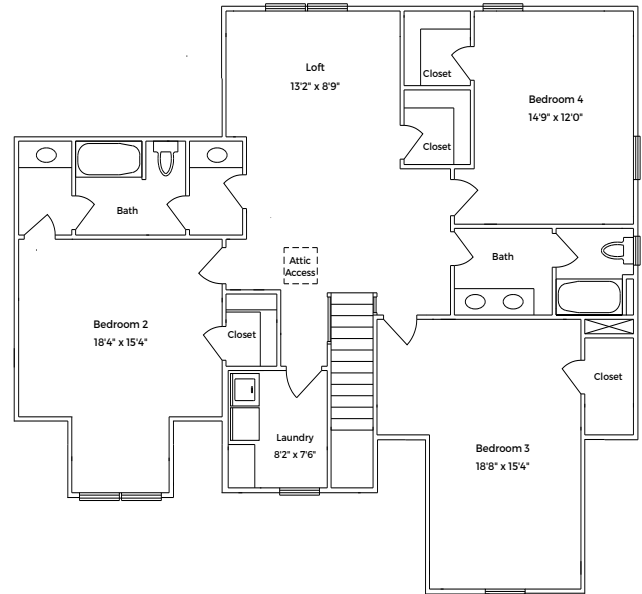 Loft
13'2" x 8'9"
Closet
Bedroom 4
14'9" x 12'0"
Closet
Bath
Bath
Attic
Access
Bedroom 2
18'4" x 15'4"
Closet
Closet
Laundry
8'2" x 7'6"
Bedroom 3
18'8" x 15'4"